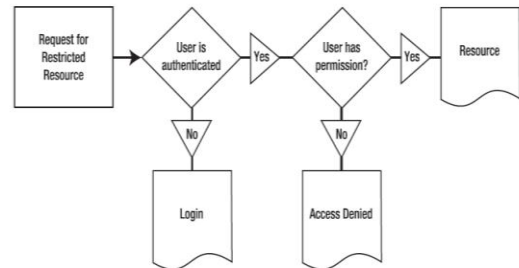 Request for
Restricted
Resource
User is
authenticated
Yes
User has
permission?
Yes
Resource
No
No
Login
Access Denied